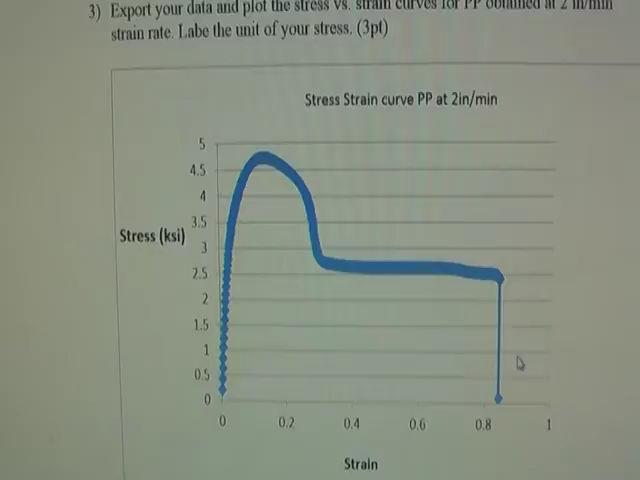 3) Export your data and plot the stress vs. strain curves for PP obtained at 2 in/min
strain rate. Labe the unit of your stress. (3pt)
Stress Strain curve PP at 2in/min
5
4.5
4
3.5
Stress (ksi)
3
2.5
2
1.5
1
0.5
0
0 0.2 0.4 0.6 0.8 1
Strain